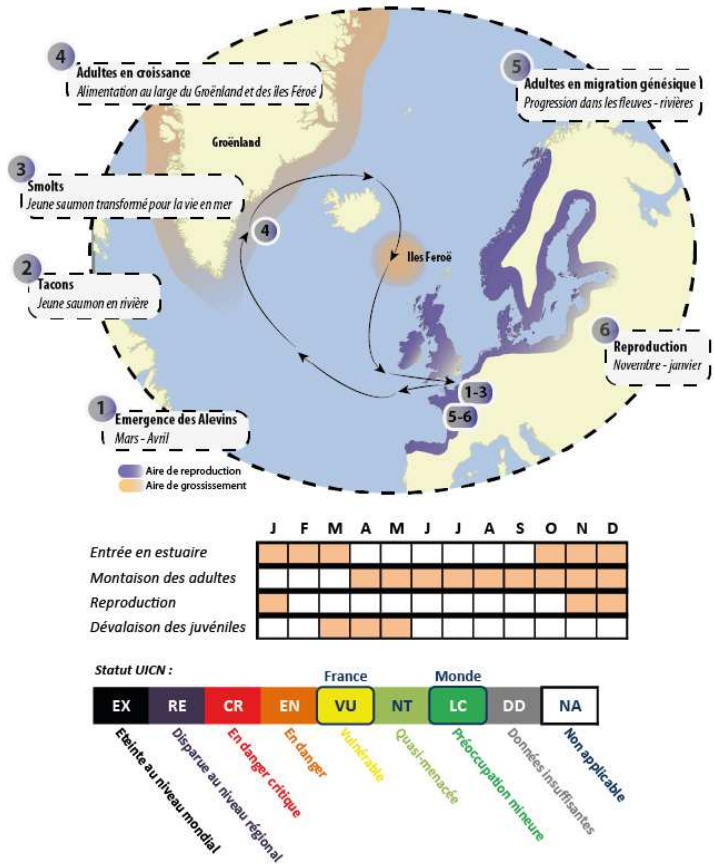 4
Adultes en croissance
Alimentation au large du Groënland et des îles Féroé
5
Adultes en migration génésique
Progression dans les fleuves - rivières
Groënland
3
Smolts
Jeune saumon transformé pour la vie en mer
4
Iles Feroë
2
Tacons
Jeune saumon en rivière
6
Reproduction
Novembre - janvier
1-3
5-6
1
Emergence des Alevins
Mars - Avril
Aire de reproduction
Aire de grossissement
J F M A M J J A S O N D
Entrée en estuaire
Montaison des adultes
Reproduction
Dévalaison des juvéniles
Statut UICN :
France Monde
EX RE CR EN VU NT LC DD NA
Eteinte au niveau mondial
Disparue au niveau régional
En danger critique
En danger
Vulnérable
Quasi-menacée
Préoccupation mineure
Données insuffisantes
Non applicable